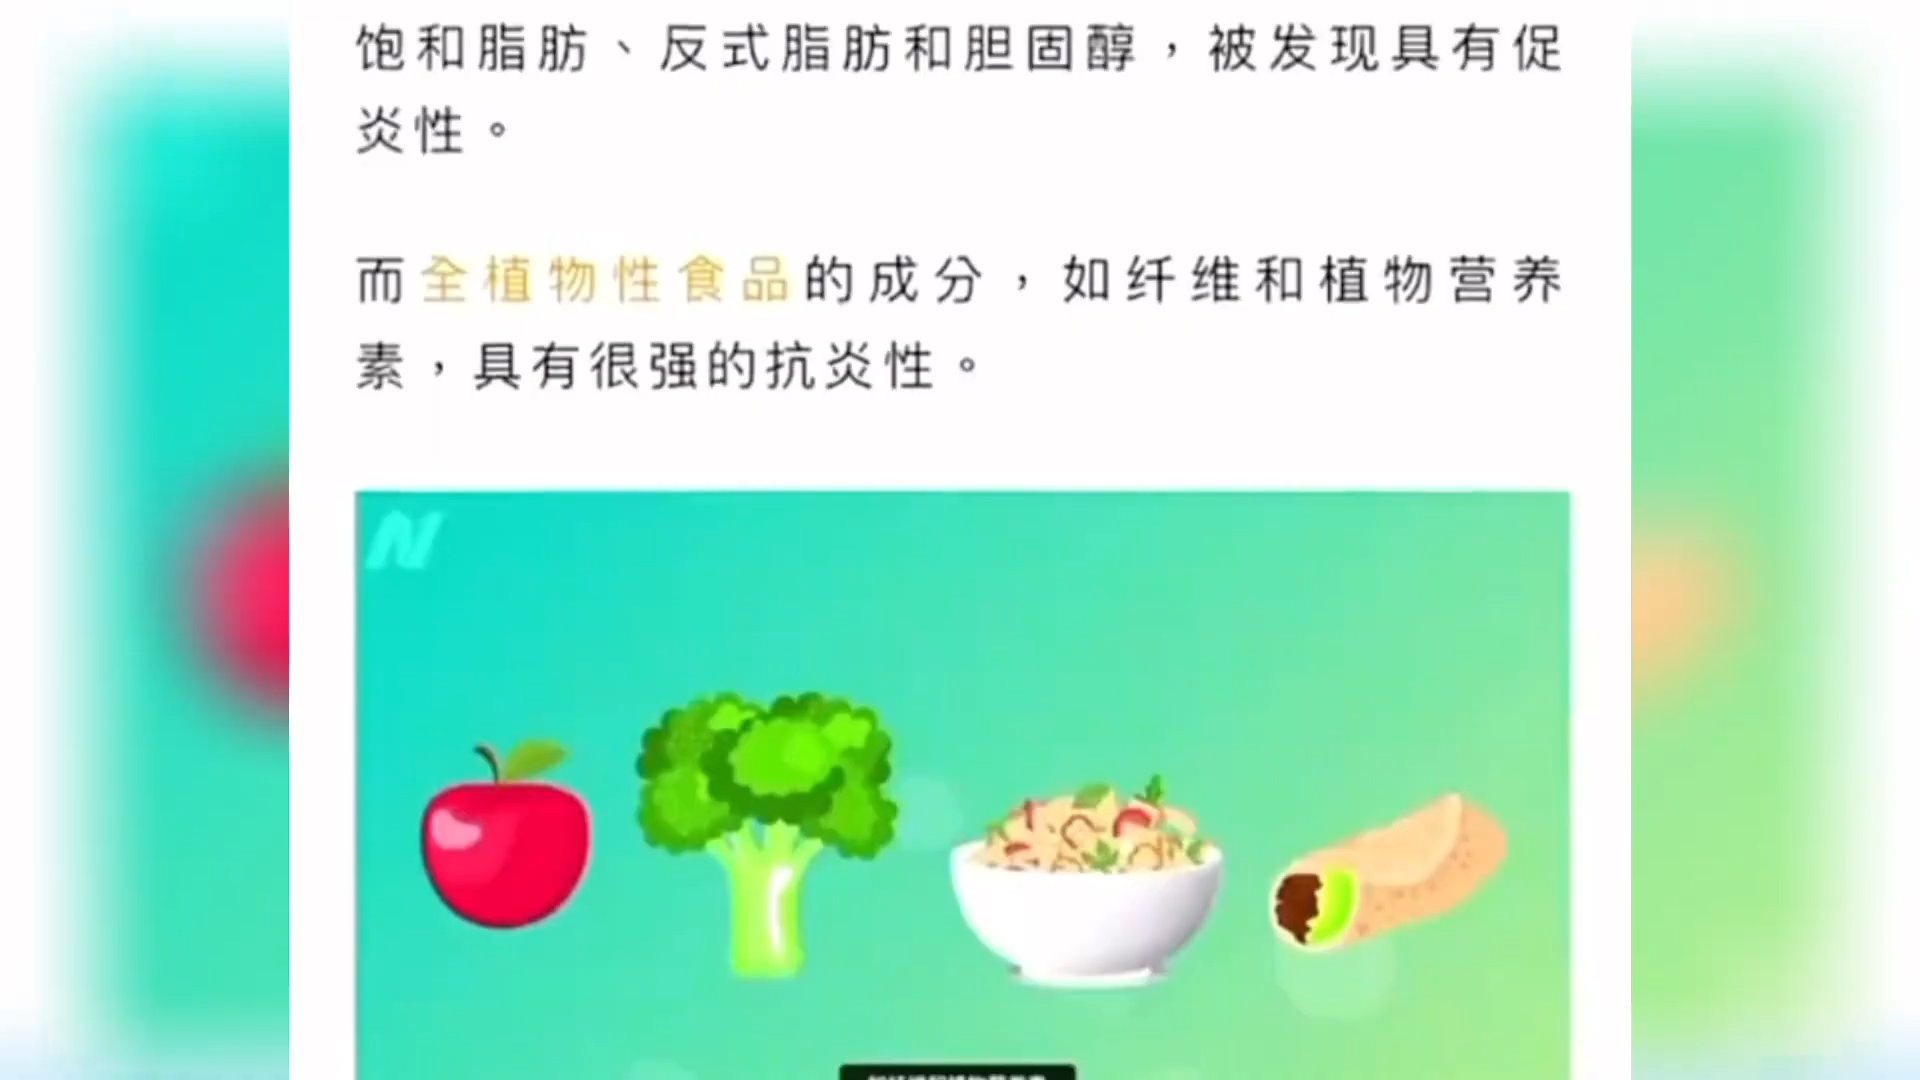 饱和脂肪、反式脂肪和胆固醇，被发现具有促
炎性。
而全植物性食品的成分，如纤维和植物营养
素，具有很强的抗炎性。